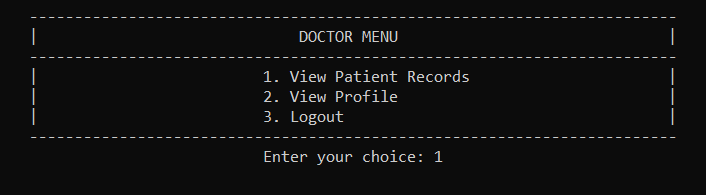 ------------------------------------------------------------------------
|                             DOCTOR MENU                              |
------------------------------------------------------------------------
|                         1. View Patient Records                      |
|                         2. View Profile                              |
|                         3. Logout                                    |
------------------------------------------------------------------------
                          Enter your choice: 1